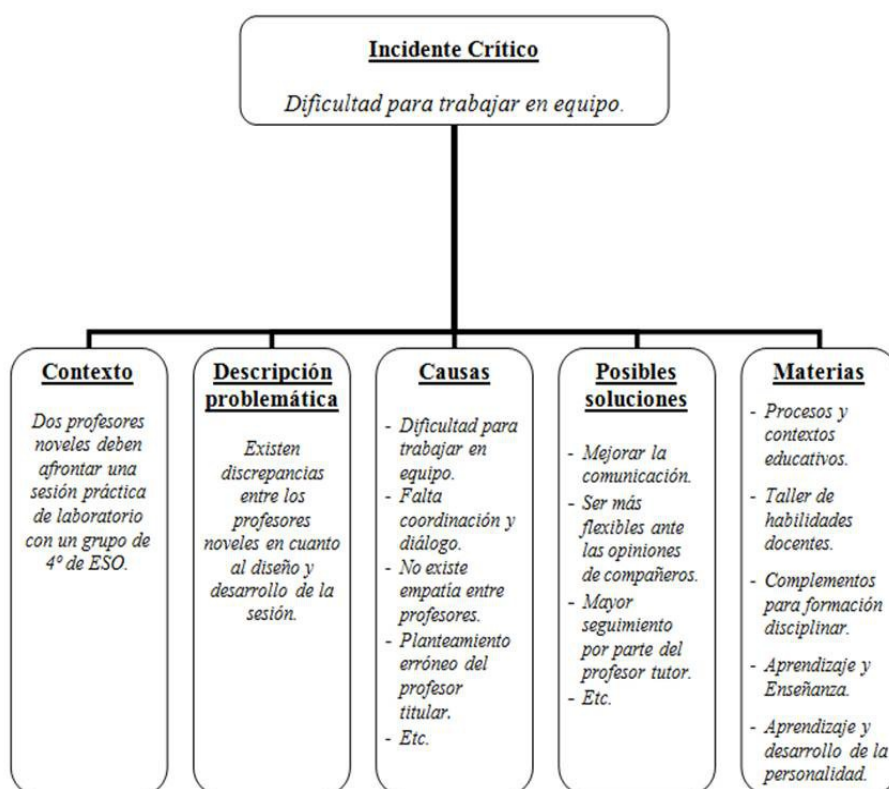 Incidente Crítico
Dificultad para trabajar en equipo.
Contexto
Dos profesores
noveles deben
afrontar una
sesión práctica
de laboratorio
con un grupo de
4º de ESO.
Descripción
problemática
Existen
discrepancias
entre los
profesores
noveles en cuanto
al diseño y
desarrollo de la
sesión.
Causas
- Dificultad para
trabajar en
equipo.
- Falta
coordinación y
diálogo.
- No existe
empatía entre
profesores.
- Planteamiento
erróneo del
profesor
titular.
- Etc.
Posibles
soluciones
- Mejorar la
comunicación.
- Ser más
flexibles ante
las opiniones
de compañeros.
- Mayor
seguimiento
por parte del
profesor tutor.
- Etc.
Materias
- Procesos y
contextos
educativos.
- Taller de
habilidades
docentes.
- Complementos
para formación
disciplinar.
- Aprendizaje y
Enseñanza.
- Aprendizaje y
desarrollo de la
personalidad.